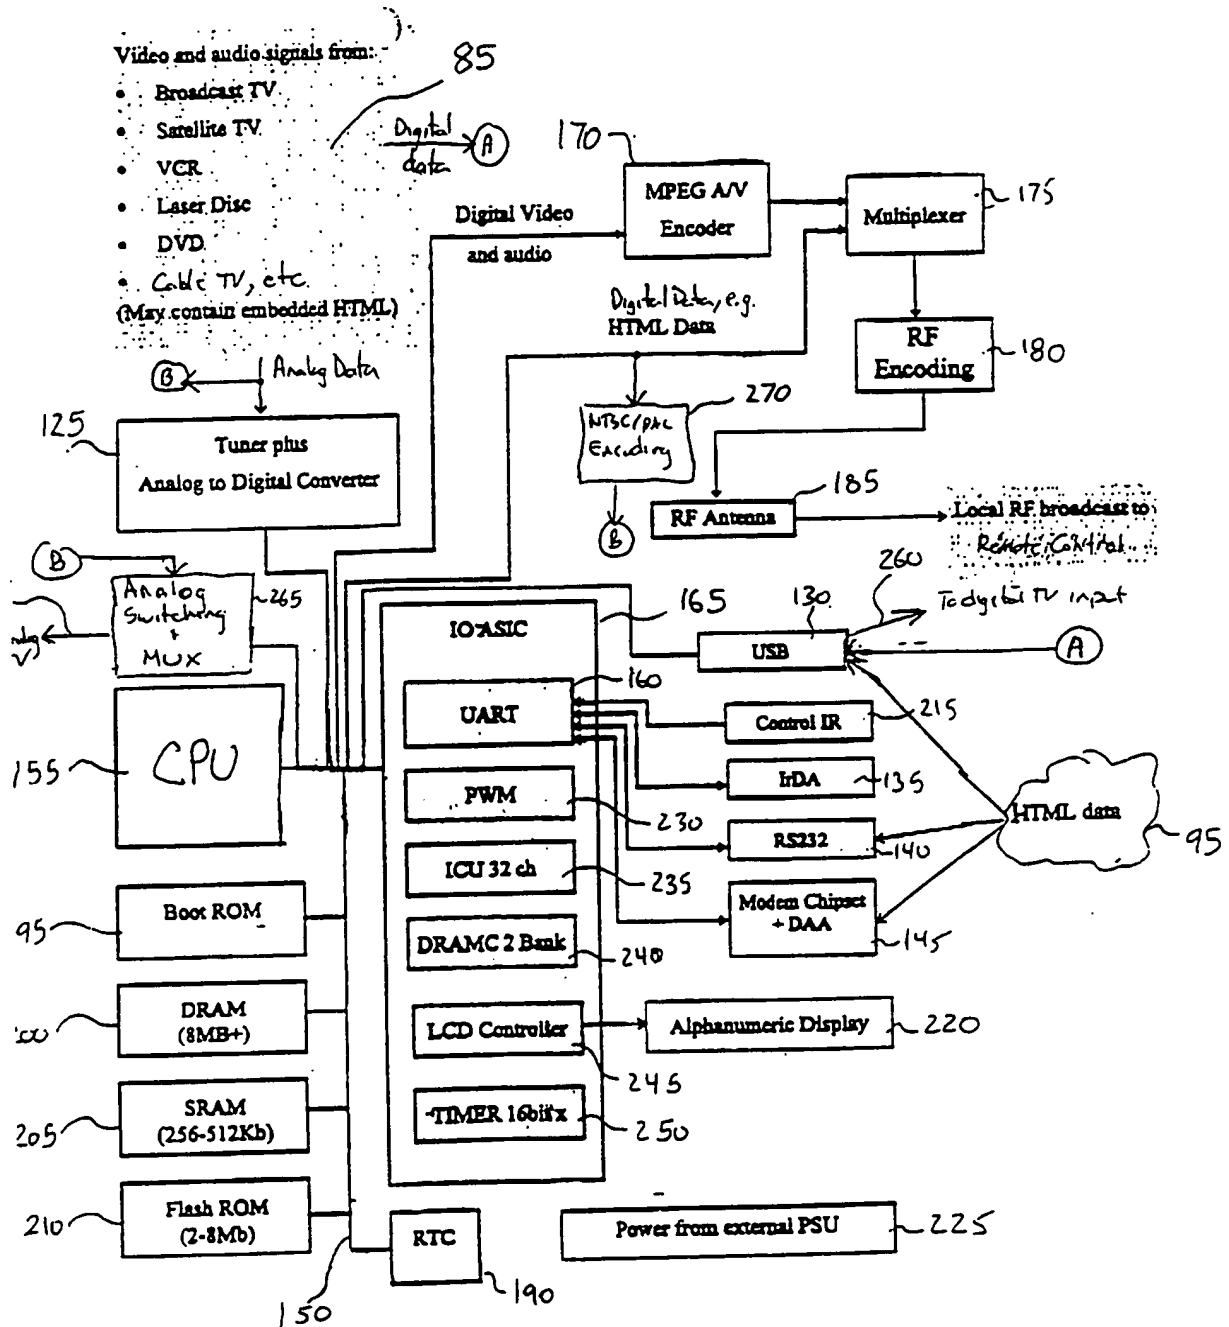 Video and audio signals from:
85
• Broadcast TV
• Satellite TV
• VCR
• Laser Disc
• DVD
• Cable TV, etc.
(May contain embedded HTML)
Digital
data
A
170
MPEG A/V
Encoder
Multiplexer
175
Digital Video
and audio
Digital Data, e.g.
HTML Data
RF
Encoding
180
B
Analog Data
125
Tuner plus
Analog to Digital Converter
NTSC/PAL
Encoding
270
B
RF Antenna
185
Local RF broadcast to
Remote Control
B
Analog
Switching
+
MUX
265
IO-ASIC
165
USB
130
260
To digital TV input
A
UART
160
Control IR
215
CPU
155
IrDA
135
PWM
230
RS232
140
HTML data
95
ICU 32 ch
235
Modem Chipset
+ DAA
145
Boot ROM
95
DRAMC 2 Bank
240
DRAM
(8MB+)
LCD Controller
245
Alphanumeric Display
220
SRAM
(256-512Kb)
205
TIMER 16bit x
250
Flash ROM
(2-8Mb)
210
RTC
190
Power from external PSU
225
150